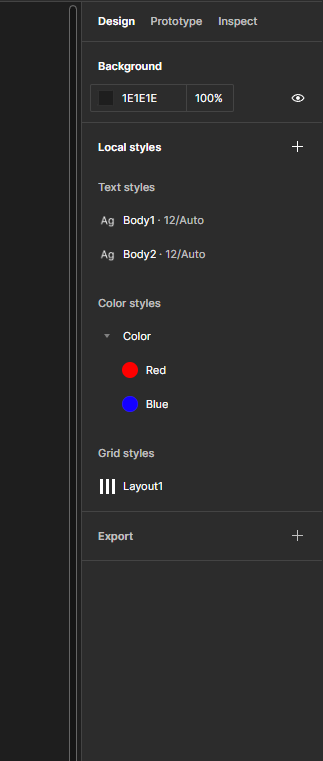 Design Prototype Inspect
Background
1E1E1E 100%
Local styles
Text styles
Ag Body1 · 12/Auto
Ag Body2 · 12/Auto
Color styles
Color
Red
Blue
Grid styles
Layout1
Export